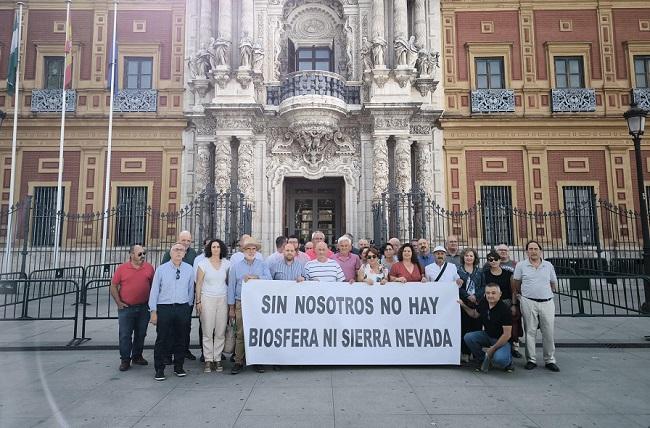 SIN NOSOTROS NO HAY
BIOSFERA NI SIERRA NEVADA